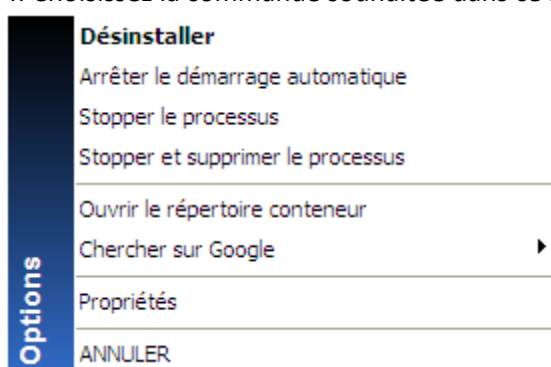 Désinstaller
Arrêter le démarrage automatique
Stopper le processus
Stopper et supprimer le processus
Ouvrir le répertoire conteneur
Chercher sur Google
Propriétés
ANNULER
Options